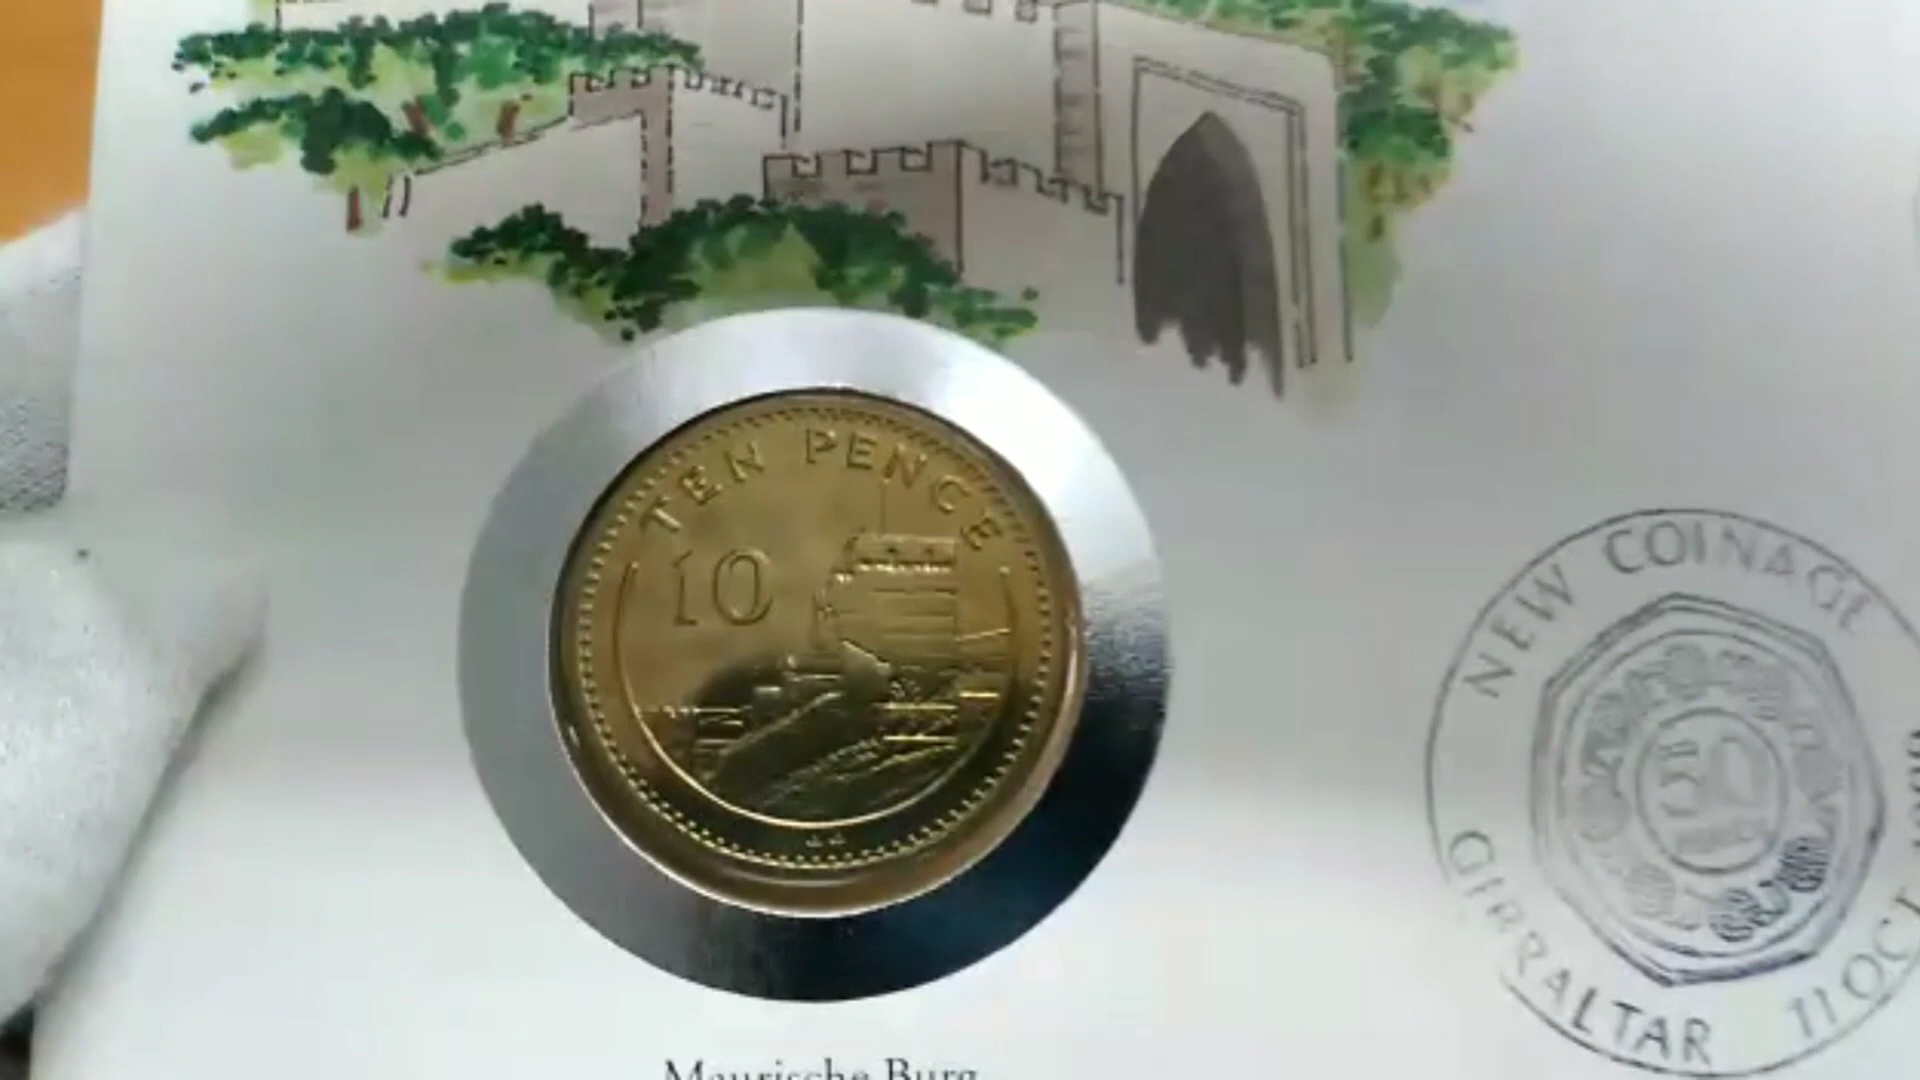 TEN PENCE
10
NEW COINAGE
50
GIBRALTAR 11 OCT
Maurische Burg